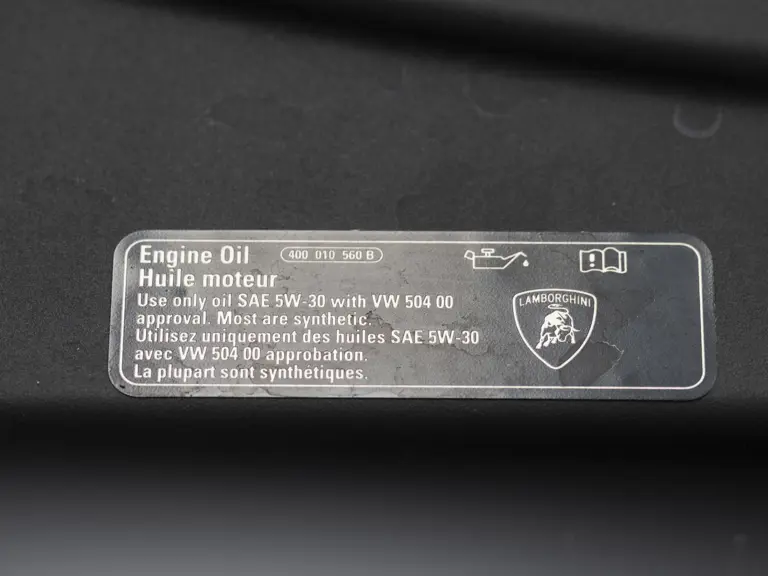 Engine Oil 400 010 560 B
Huile moteur
Use only oil SAE 5W-30 with VW 504 00
approval. Most are synthetic.
Utilisez uniquement des huiles SAE 5W-30
avec VW 504 00 approbation.
La plupart sont synthétiques.
LAMBORGHINI